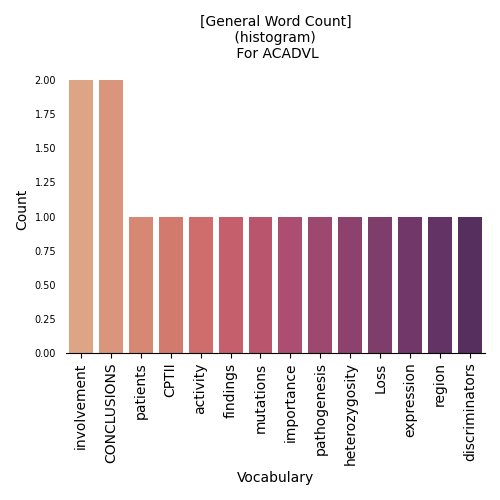 [General Word Count]
(histogram)
For ACADVL
2.00
1.75
1.50
1.25
1.00
0.75
0.50
0.25
0.00
Count
involvement
CONCLUSIONS
patients
CPTII
activity
findings
mutations
importance
pathogenesis
heterozygosity
Loss
expression
region
discriminators
Vocabulary